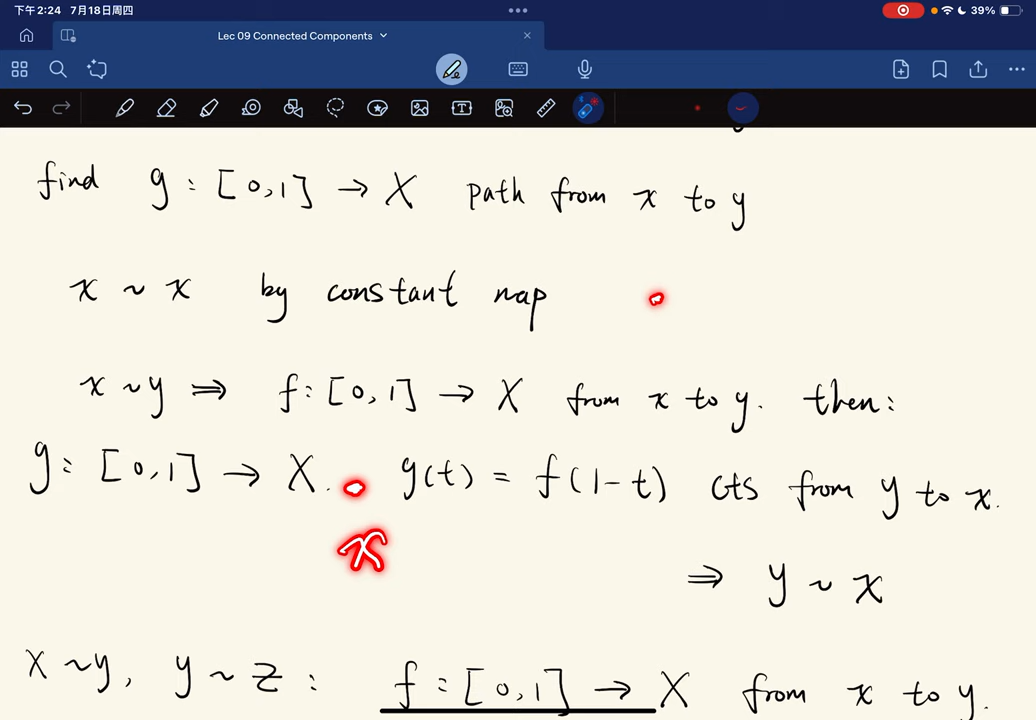 下午2:24 7月18日周四
39%
Lec 09 Connected Components
find g : [0,1] → X path from x to y
x ~ x by constant map
x ~ y ⇒ f : [0,1] → X from x to y. then:
g : [0,1] → X. g(t) = f(1-t) cts from y to x.
x
⇒ y ~ x
x ~ y, y ~ z : f : [0,1] → X from x to y.